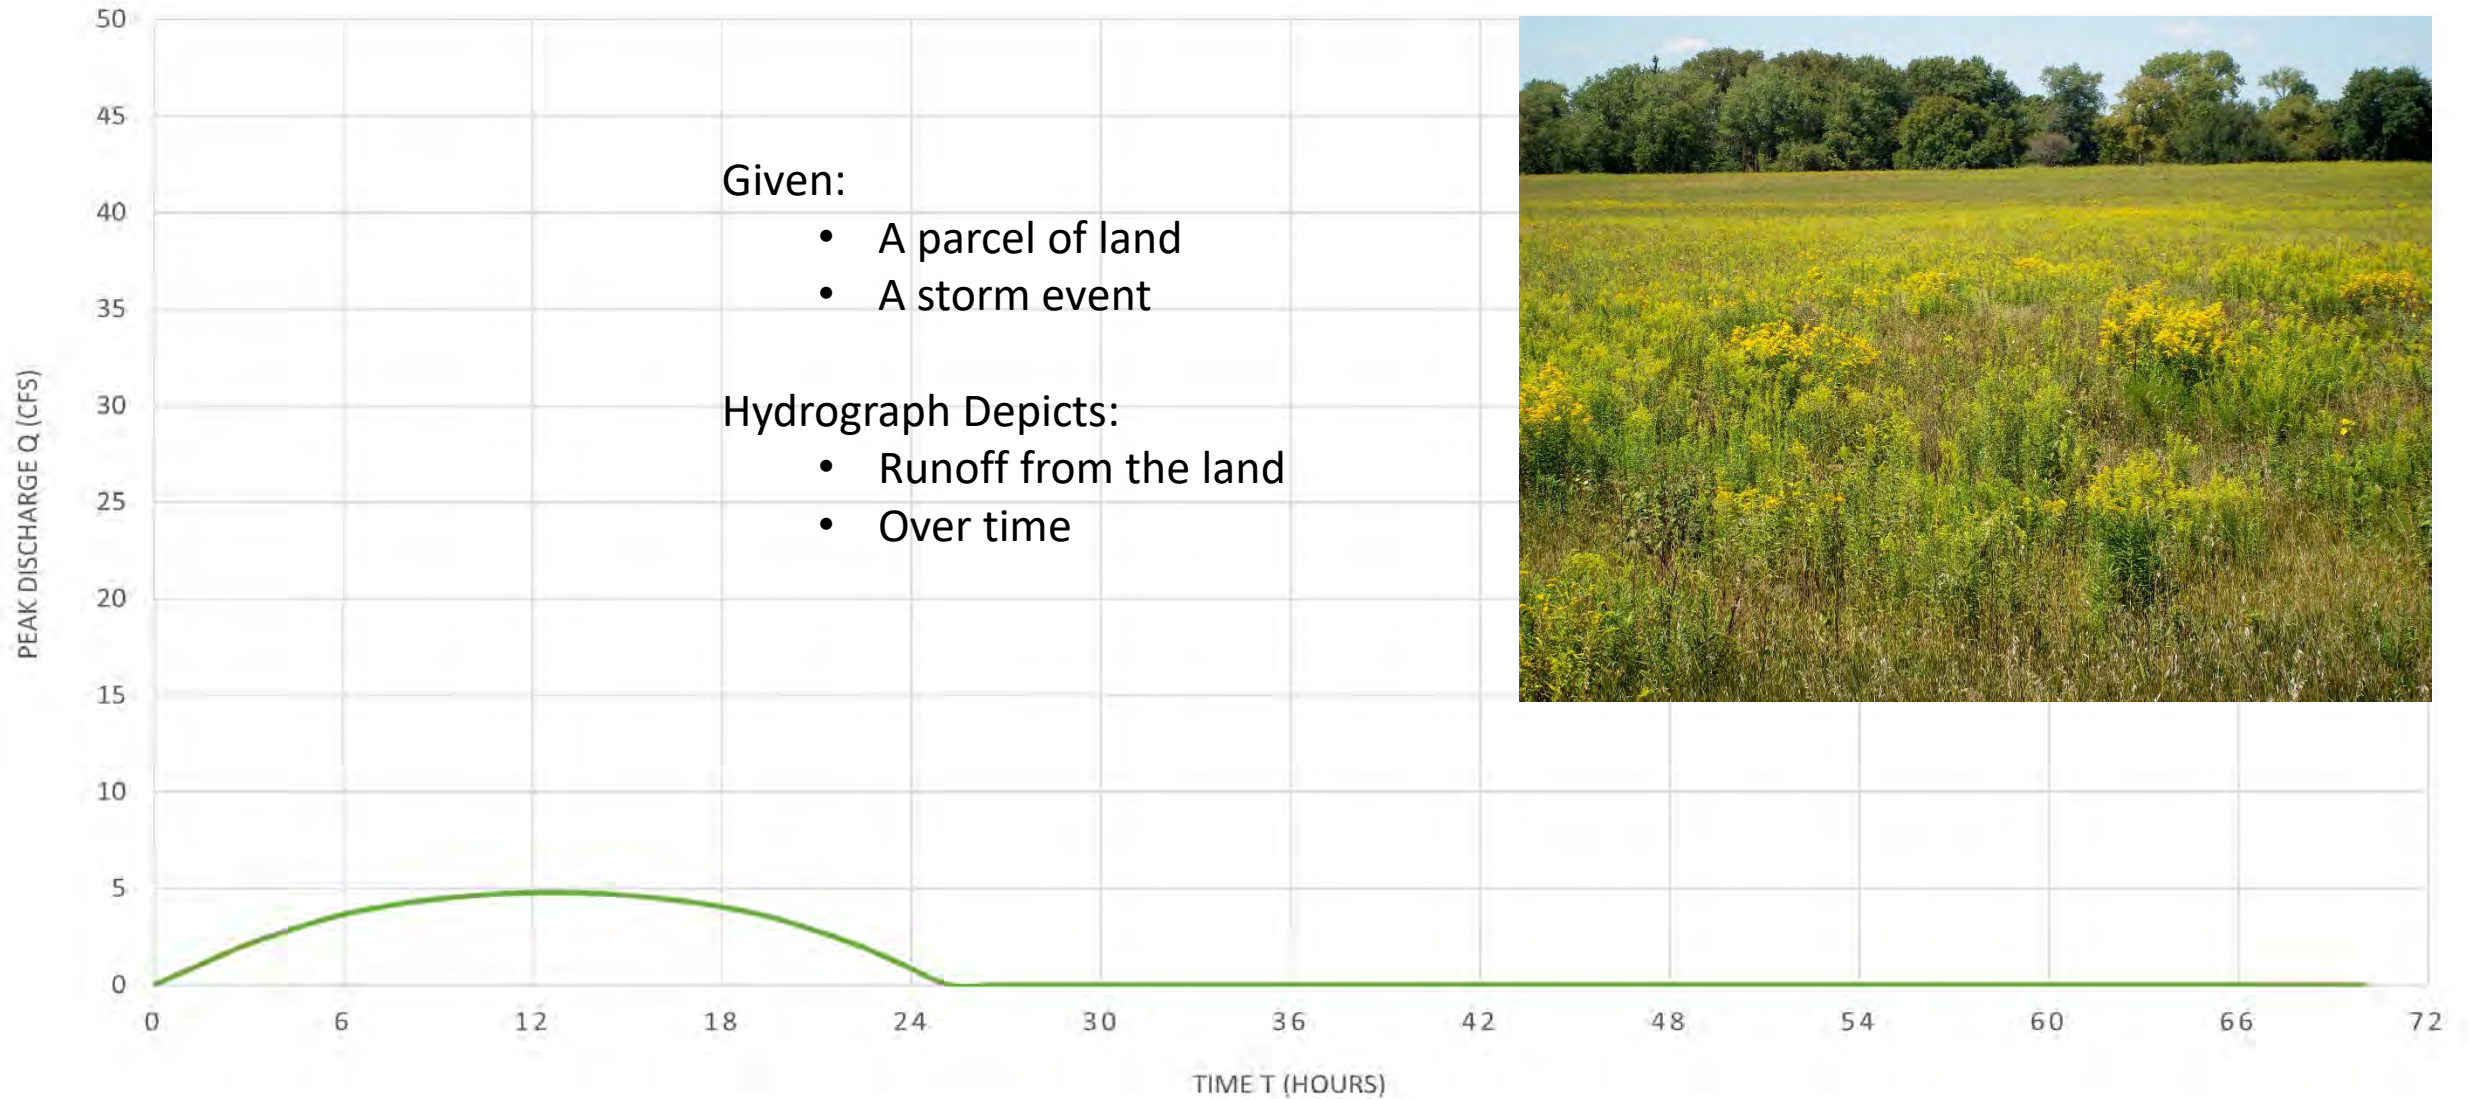 50
45
40
35
30
25
20
15
10
5
0
PEAK DISCHARGE Q (CFS)
Given:
• A parcel of land
• A storm event
Hydrograph Depicts:
• Runoff from the land
• Over time
0 6 12 18 24 30 36 42 48 54 60 66 72
TIME T (HOURS)